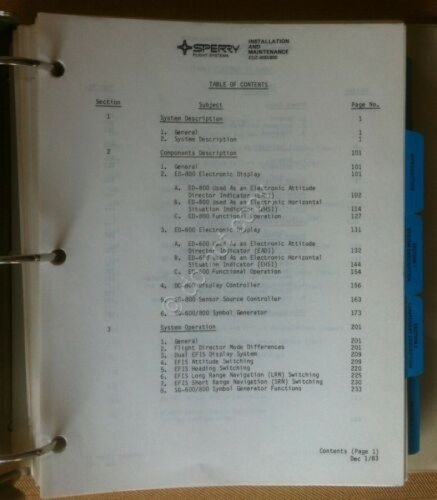 SPERRY
FLIGHT SYSTEMS
INSTALLATION
AND
MAINTENANCE
TABLE OF CONTENTS
Section Subject Page No.
1 System Description 1
1. General 1
2. System Description 1
2 Components Description 101
1. General 101
2. ED-800 Electronic Display 101
A. ED-800 Used As an Electronic Attitude
Director Indicator (EADI) 102
B. ED-800 Used As an Electronic Horizontal
Situation Indicator (EHSI) 114
C. ED-800 Functional Operation 127
3. ED-600 Electronic Display 131
A. ED-600 Used As an Electronic Attitude
Director Indicator (EADI) 132
B. ED-600 Used As an Electronic Horizontal
Situation Indicator (EHSI) 144
C. ED-600 Functional Operation 154
4. DC-800 Display Controller 156
5. Sensor Source Controller 163
6. SG-600/800 Symbol Generator 173
3 System Operation 201
1. General 201
2. Flight Director Mode Differences 201
3. Dual EFIS Display System 209
4. EFIS Attitude Switching 209
5. EFIS Heading Switching 220
6. EFIS Long Range Navigation (LRN) Switching 225
7. EFIS Short Range Navigation (SRN) Switching 230
8. SG-600/800 Symbol Generator Functions 233
Contents (Page 1)
Dec 1/83